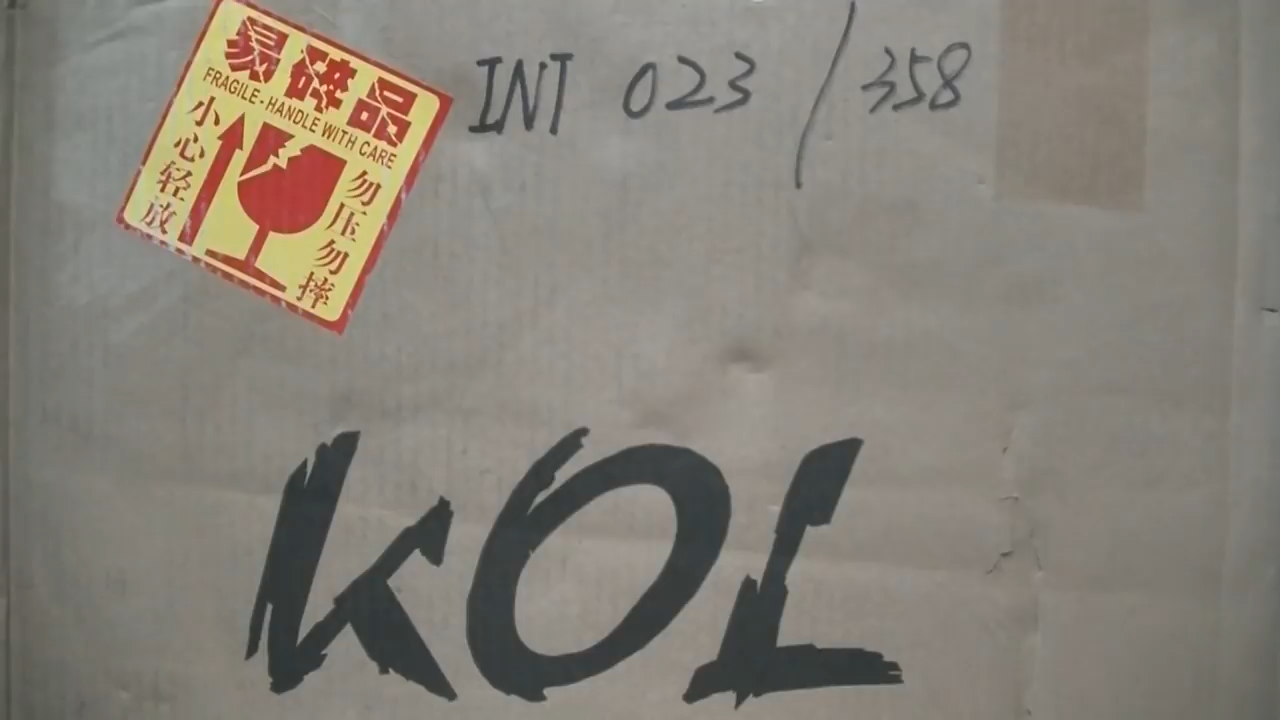 易碎品
FRAGILE - HANDLE WITH CARE
小心轻放
勿压勿摔
INT 023 / 358
KOL